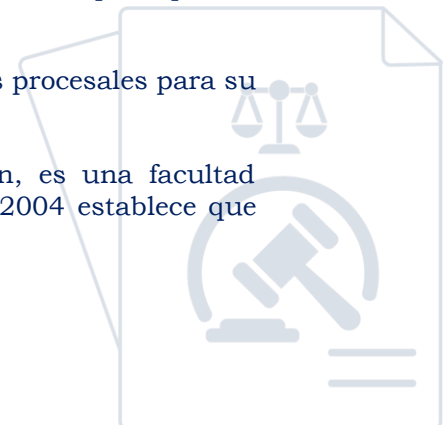 s procesales para su
n, es una facultad
2004 establece que